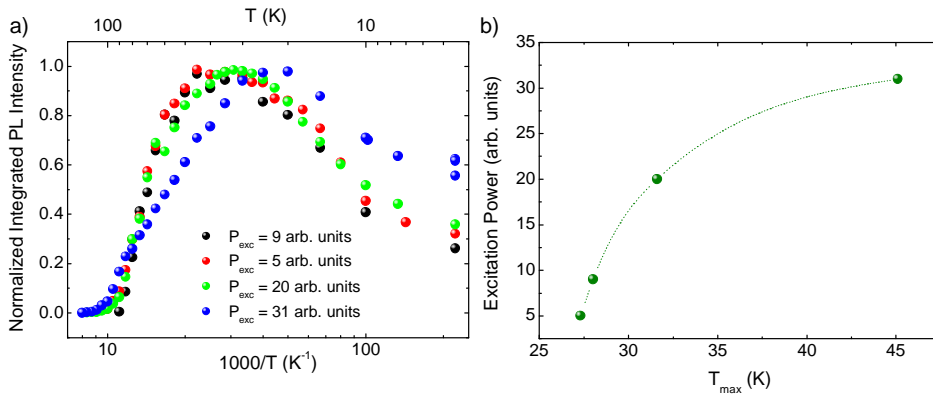 a)
T (K)
100
10
Normalized Integrated PL Intensity
1.0
0.8
0.6
0.4
0.2
0.0
P_exc = 9 arb. units
P_exc = 5 arb. units
P_exc = 20 arb. units
P_exc = 31 arb. units
10
100
1000/T (K⁻¹)
b)
Excitation Power (arb. units)
35
30
25
20
15
10
5
25
30
35
40
45
T_max (K)